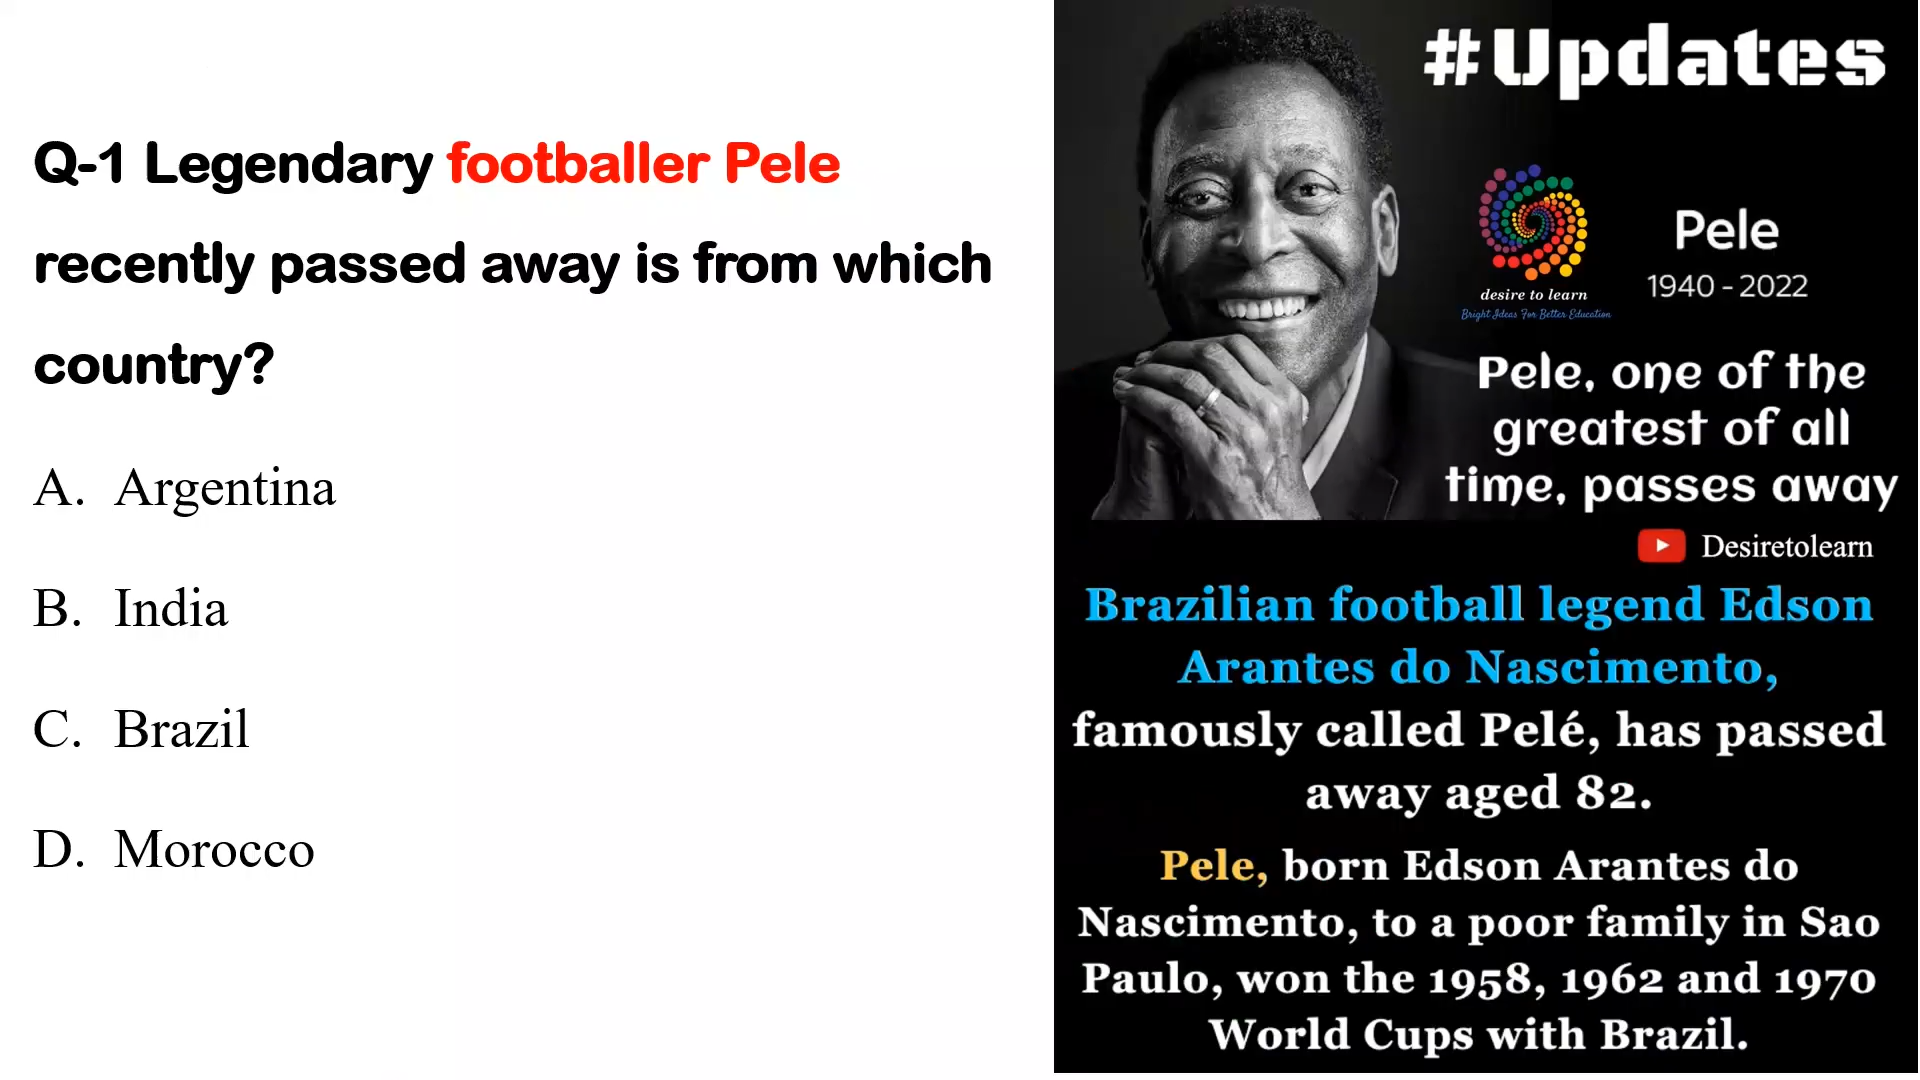 Q-1 Legendary footballer Pele
recently passed away is from which
country?
A. Argentina
B. India
C. Brazil
D. Morocco
#Updates
desire to learn
Bright Ideas For Better Education
Pele
1940 - 2022
Pele, one of the
greatest of all
time, passes away
Desiretolearn
Brazilian football legend Edson
Arantes do Nascimento,
famously called Pelé, has passed
away aged 82.
Pele, born Edson Arantes do
Nascimento, to a poor family in Sao
Paulo, won the 1958, 1962 and 1970
World Cups with Brazil.